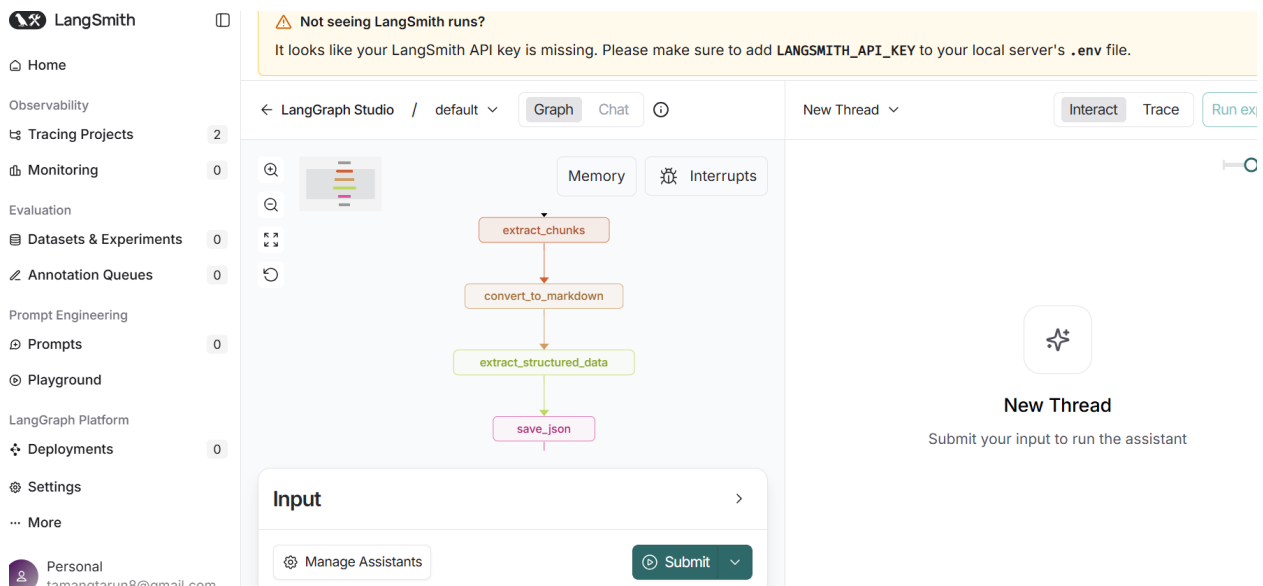 LangSmith
Home
Observability
Tracing Projects 2
Monitoring 0
Evaluation
Datasets & Experiments 0
Annotation Queues 0
Prompt Engineering
Prompts 0
Playground
LangGraph Platform
Deployments 0
Settings
More
Personal
tamangtarun8@gmail.com
Not seeing LangSmith runs?
It looks like your LangSmith API key is missing. Please make sure to add LANGSMITH_API_KEY to your local server's .env file.
LangGraph Studio / default Graph Chat
Memory Interrupts
extract_chunks
convert_to_markdown
extract_structured_data
save_json
Input
Manage Assistants Submit
New Thread Interact Trace Run
New Thread
Submit your input to run the assistant